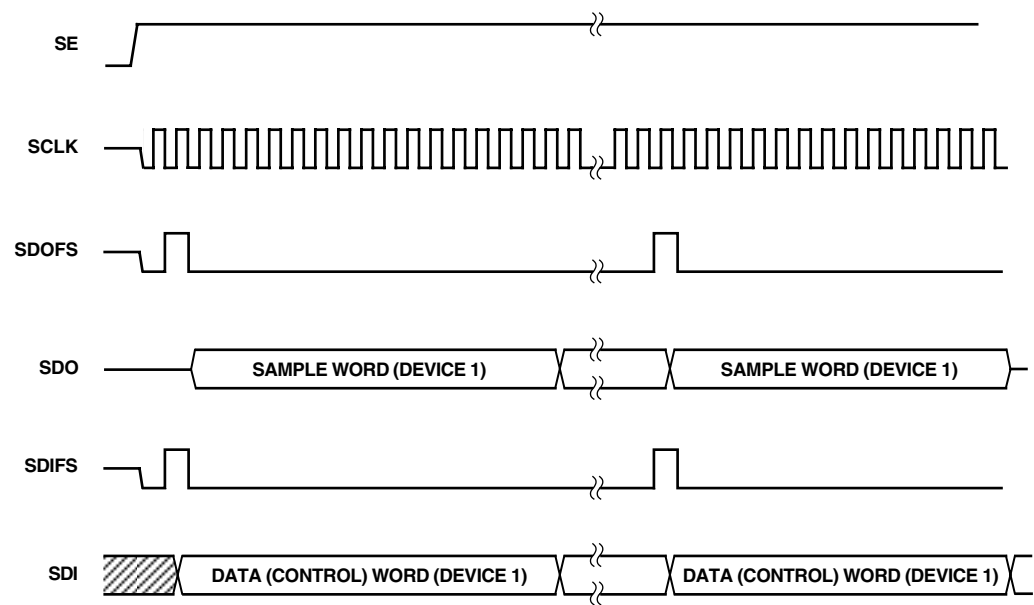 SE
SCLK
SDOFS
SDO
SAMPLE WORD (DEVICE 1)
SAMPLE WORD (DEVICE 1)
SDIFS
SDI
DATA (CONTROL) WORD (DEVICE 1)
DATA (CONTROL) WORD (DEVICE 1)